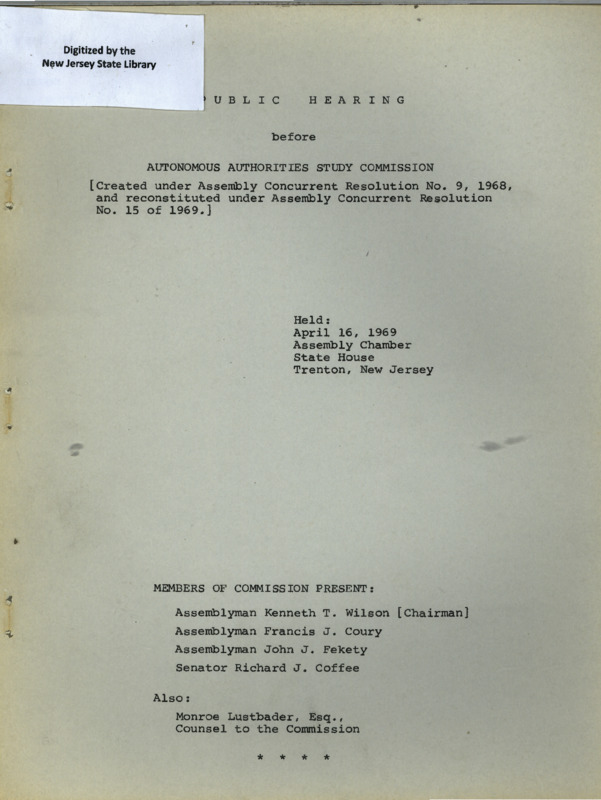 Digitized by the
New Jersey State Library
PUBLIC HEARING
before
AUTONOMOUS AUTHORITIES STUDY COMMISSION
[Created under Assembly Concurrent Resolution No. 9, 1968,
and reconstituted under Assembly Concurrent Resolution
No. 15 of 1969.]
Held:
April 16, 1969
Assembly Chamber
State House
Trenton, New Jersey
MEMBERS OF COMMISSION PRESENT:
Assemblyman Kenneth T. Wilson [Chairman]
Assemblyman Francis J. Coury
Assemblyman John J. Fekety
Senator Richard J. Coffee
Also:
Monroe Lustbader, Esq.,
Counsel to the Commission
* * * *